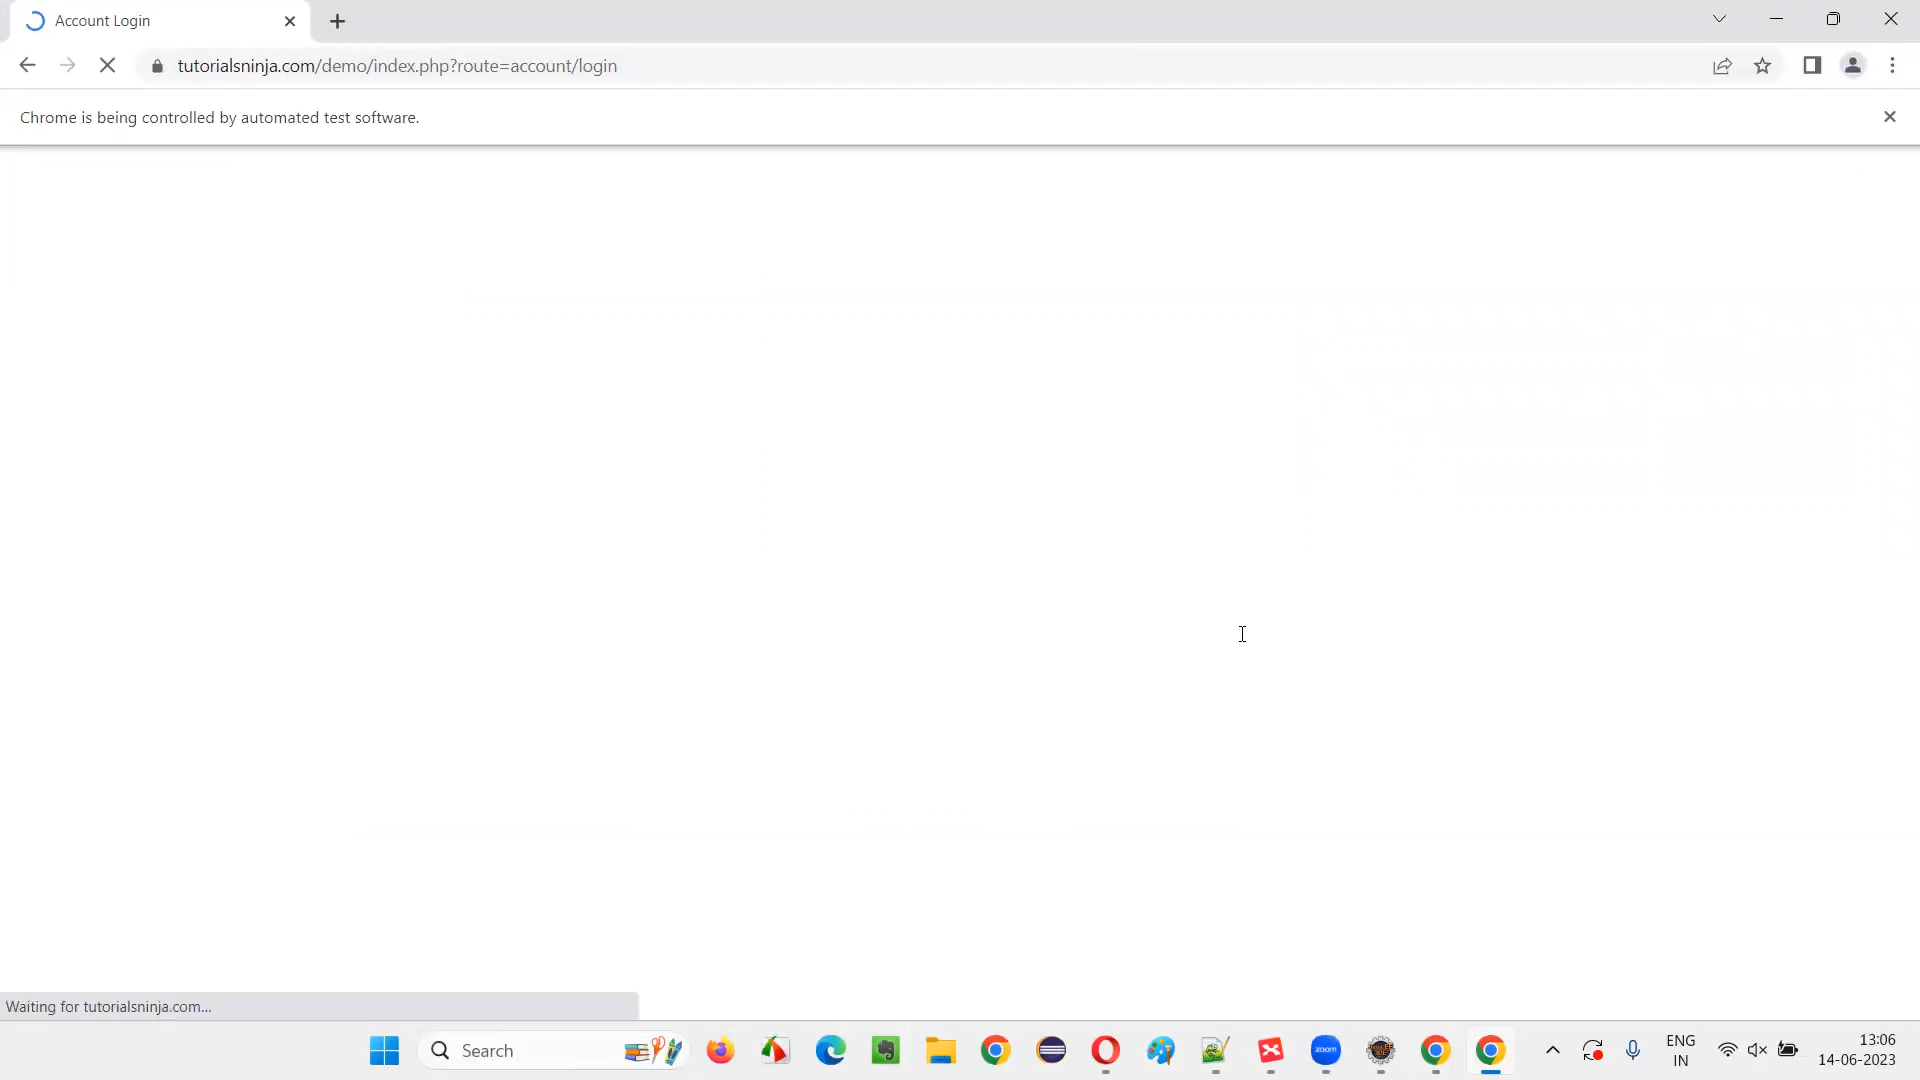 Account Login
tutorialsninja.com/demo/index.php?route=account/login
Chrome is being controlled by automated test software.
Waiting for tutorialsninja.com...
Search
zoom
ENG
IN
13:06
14-06-2023